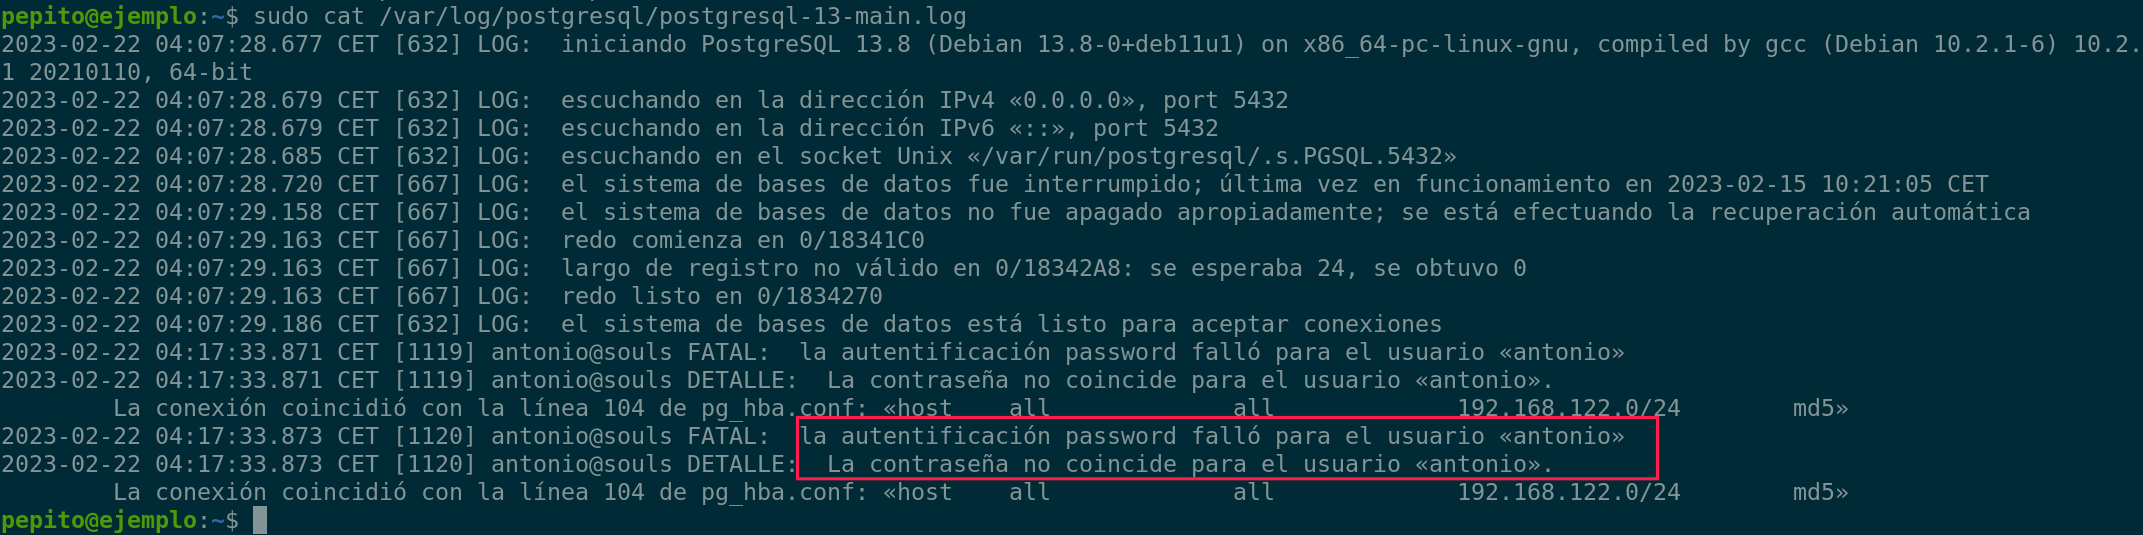 pepito@ejemplo:~$ sudo cat /var/log/postgresql/postgresql-13-main.log
2023-02-22 04:07:28.677 CET [632] LOG:  iniciando PostgreSQL 13.8 (Debian 13.8-0+deb11u1) on x86_64-pc-linux-gnu, compiled by gcc (Debian 10.2.1-6) 10.2.
1 20210110, 64-bit
2023-02-22 04:07:28.679 CET [632] LOG:  escuchando en la dirección IPv4 «0.0.0.0», port 5432
2023-02-22 04:07:28.679 CET [632] LOG:  escuchando en la dirección IPv6 «::», port 5432
2023-02-22 04:07:28.685 CET [632] LOG:  escuchando en el socket Unix «/var/run/postgresql/.s.PGSQL.5432»
2023-02-22 04:07:28.720 CET [667] LOG:  el sistema de bases de datos fue interrumpido; última vez en funcionamiento en 2023-02-15 10:21:05 CET
2023-02-22 04:07:29.158 CET [667] LOG:  el sistema de bases de datos no fue apagado apropiadamente; se está efectuando la recuperación automática
2023-02-22 04:07:29.163 CET [667] LOG:  redo comienza en 0/18341C0
2023-02-22 04:07:29.163 CET [667] LOG:  largo de registro no válido en 0/18342A8: se esperaba 24, se obtuvo 0
2023-02-22 04:07:29.163 CET [667] LOG:  redo listo en 0/1834270
2023-02-22 04:07:29.186 CET [632] LOG:  el sistema de bases de datos está listo para aceptar conexiones
2023-02-22 04:17:33.871 CET [1119] antonio@souls FATAL:  la autentificación password falló para el usuario «antonio»
2023-02-22 04:17:33.871 CET [1119] antonio@souls DETALLE:  La contraseña no coincide para el usuario «antonio».
        La conexión coincidió con la línea 104 de pg_hba.conf: «host    all             all             192.168.122.0/24        md5»
2023-02-22 04:17:33.873 CET [1120] antonio@souls FATAL:  la autentificación password falló para el usuario «antonio»
2023-02-22 04:17:33.873 CET [1120] antonio@souls DETALLE:  La contraseña no coincide para el usuario «antonio».
        La conexión coincidió con la línea 104 de pg_hba.conf: «host    all             all             192.168.122.0/24        md5»
pepito@ejemplo:~$